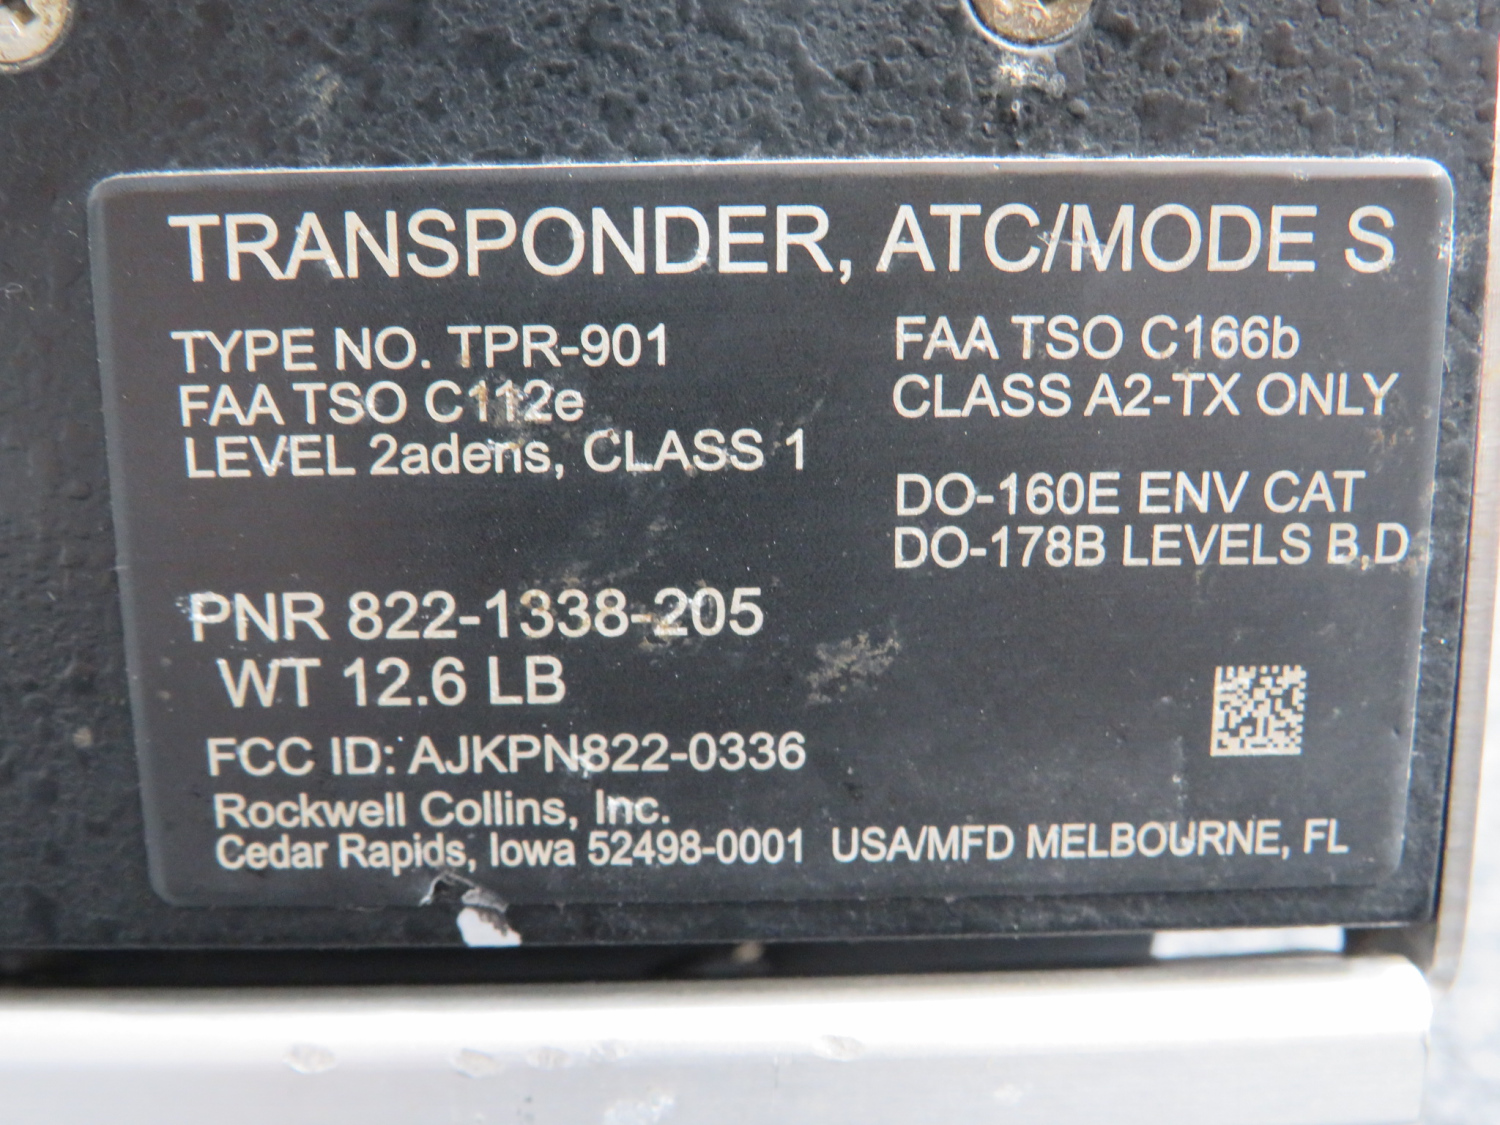 TRANSPONDER, ATC/MODE S
TYPE NO. TPR-901
FAA TSO C112e
LEVEL 2adens, CLASS 1
FAA TSO C166b
CLASS A2-TX ONLY
DO-160E ENV CAT
DO-178B LEVELS B,D
PNR 822-1338-205
WT 12.6 LB
FCC ID: AJKPN822-0336
Rockwell Collins, Inc.
Cedar Rapids, Iowa 52498-0001 USA/MFD MELBOURNE, FL